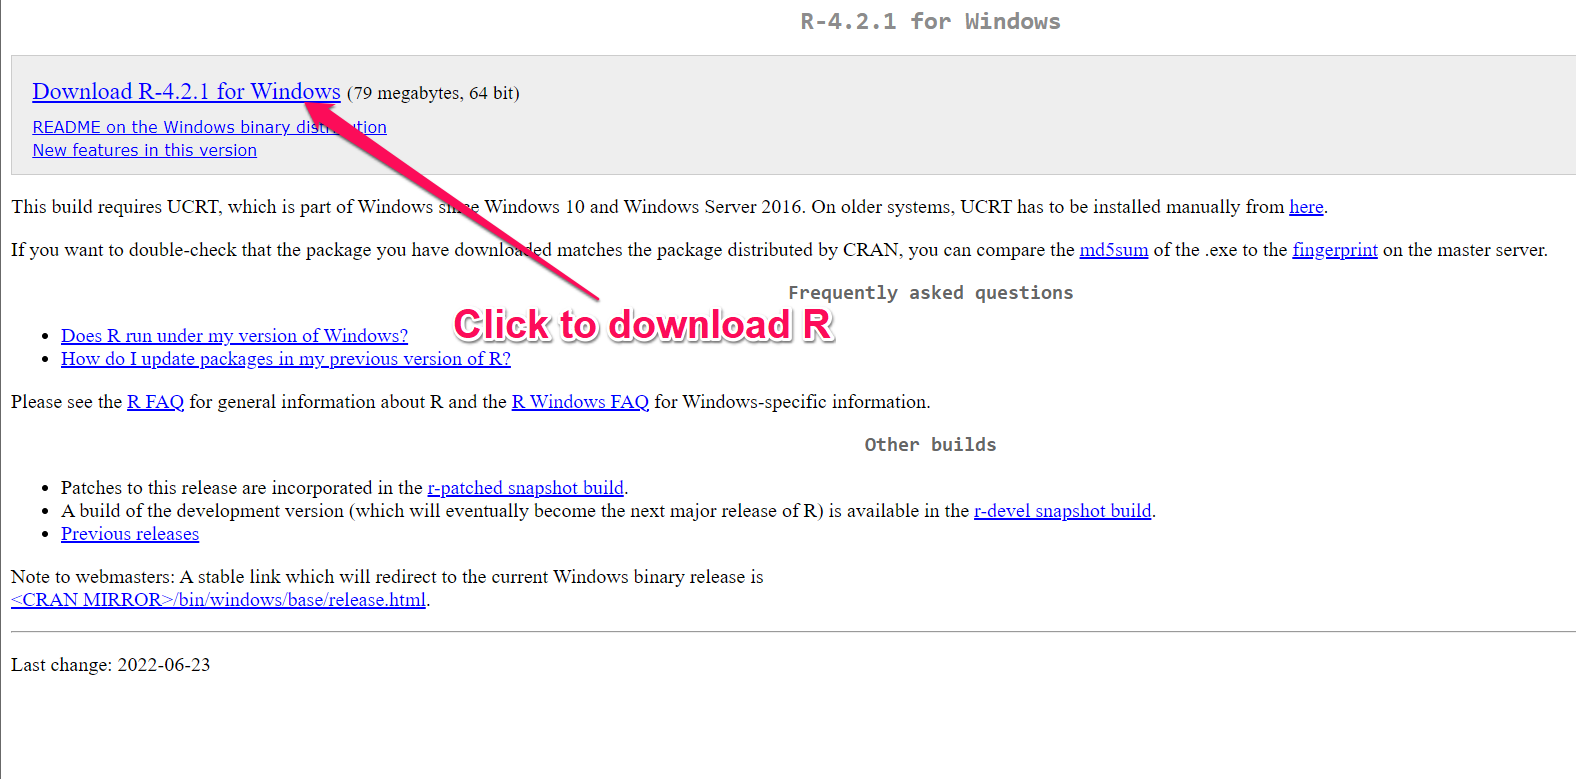 R-4.2.1 for Windows
Download R-4.2.1 for Windows (79 megabytes, 64 bit)
README on the Windows binary distribution
New features in this version
This build requires UCRT, which is part of Windows since Windows 10 and Windows Server 2016. On older systems, UCRT has to be installed manually from here.
If you want to double-check that the package you have downloaded matches the package distributed by CRAN, you can compare the md5sum of the .exe to the fingerprint on the master server.
Frequently asked questions
Click to download R
Does R run under my version of Windows?
How do I update packages in my previous version of R?
Please see the R FAQ for general information about R and the R Windows FAQ for Windows-specific information.
Other builds
Patches to this release are incorporated in the r-patched snapshot build.
A build of the development version (which will eventually become the next major release of R) is available in the r-devel snapshot build.
Previous releases
Note to webmasters: A stable link which will redirect to the current Windows binary release is
<CRAN MIRROR>/bin/windows/base/release.html.
Last change: 2022-06-23